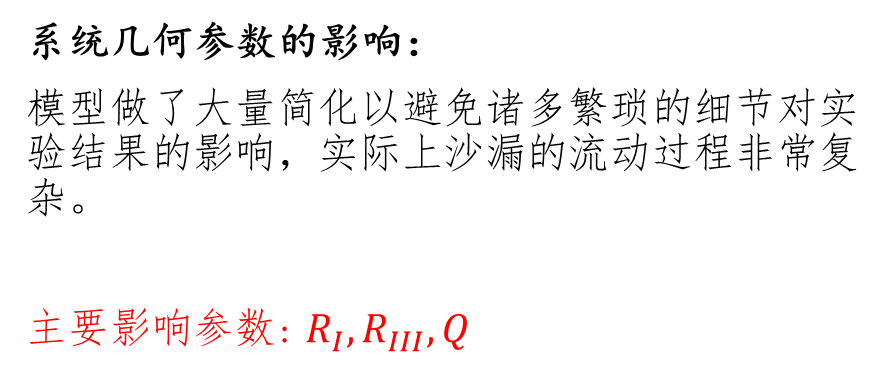 系统几何参数的影响：
模型做了大量简化以避免诸多繁琐的细节对实
验结果的影响，实际上沙漏的流动过程非常复
杂。
主要影响参数：R_I, R_{III}, Q